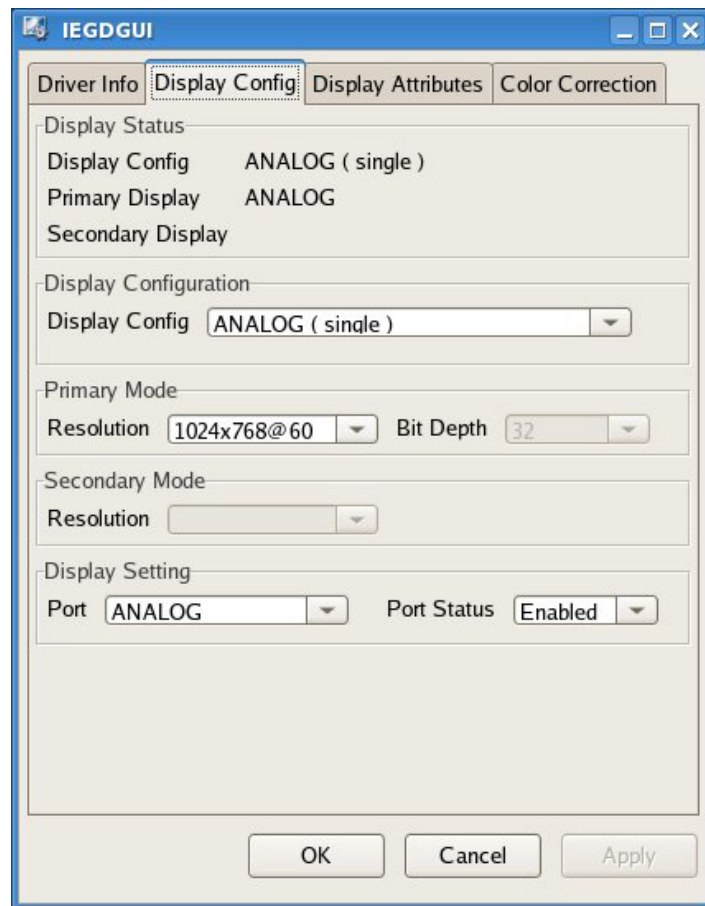 IEGDGUI
Driver Info Display Config Display Attributes Color Correction
Display Status
Display Config ANALOG ( single )
Primary Display ANALOG
Secondary Display
Display Configuration
Display Config ANALOG ( single )
Primary Mode
Resolution 1024x768@60 Bit Depth 32
Secondary Mode
Resolution
Display Setting
Port ANALOG Port Status Enabled
OK Cancel Apply